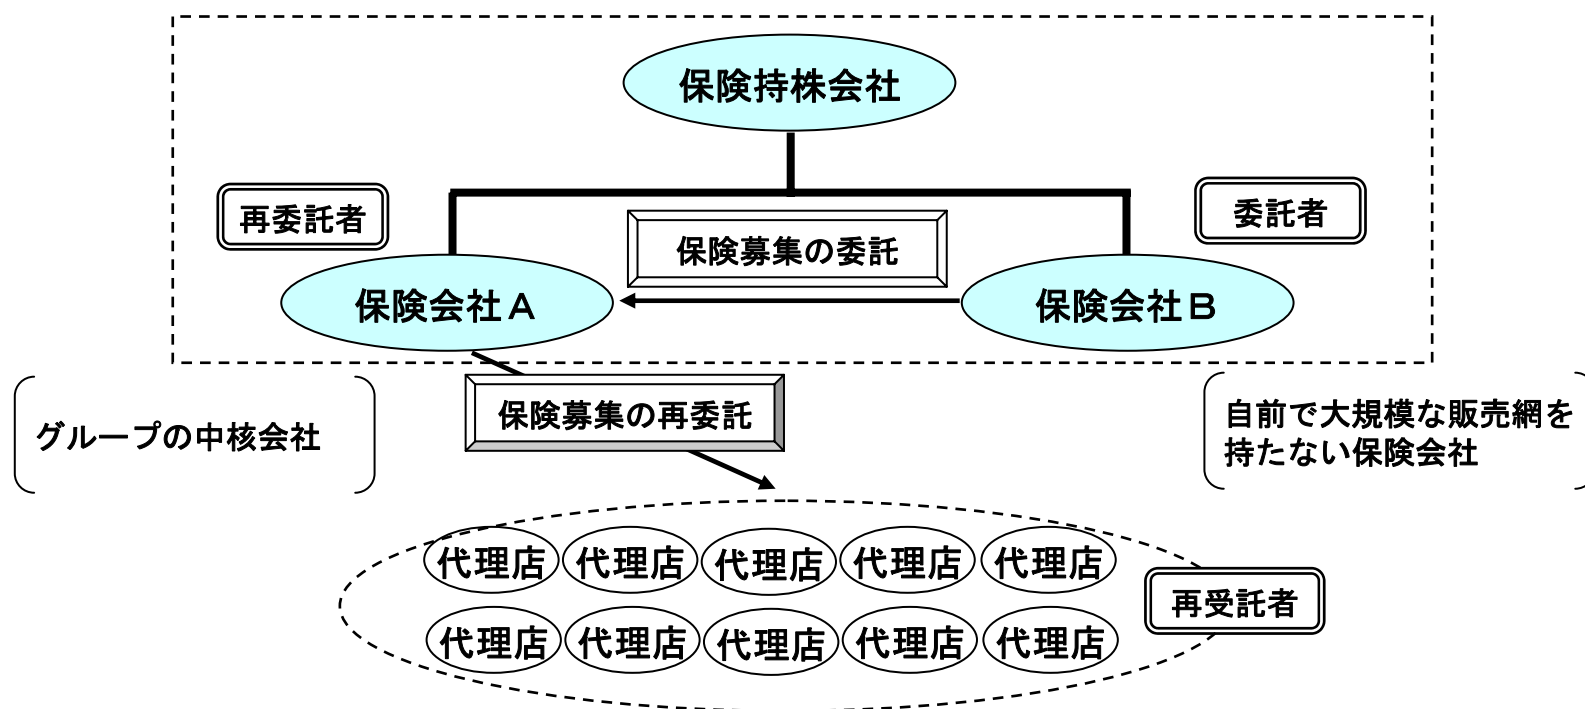 保険持株会社
再委託者
委託者
保険募集の委託
保険会社Ａ
保険会社Ｂ
保険募集の再委託
グループの中核会社
自前で大規模な販売網を
持たない保険会社
代理店 代理店 代理店 代理店 代理店
再受託者
代理店 代理店 代理店 代理店 代理店